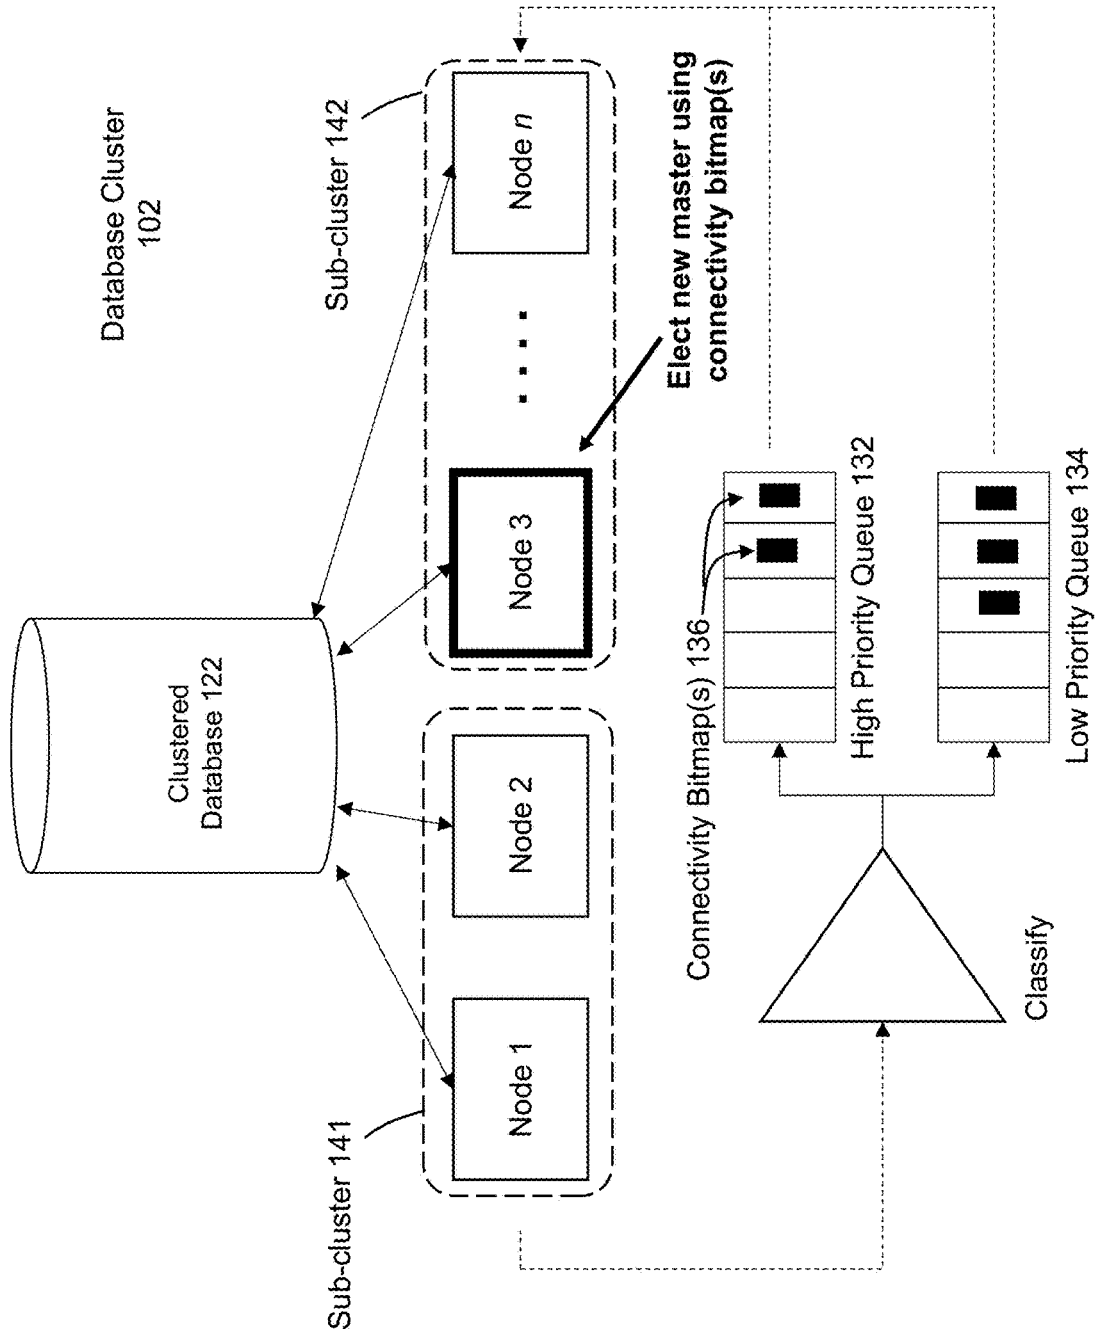 Database Cluster
102
Clustered
Database 122
Sub-cluster 141
Sub-cluster 142
Node 1
Node 2
Node 3
Node n
Elect new master using
connectivity bitmap(s)
Connectivity Bitmap(s) 136
High Priority Queue 132
Classify
Low Priority Queue 134